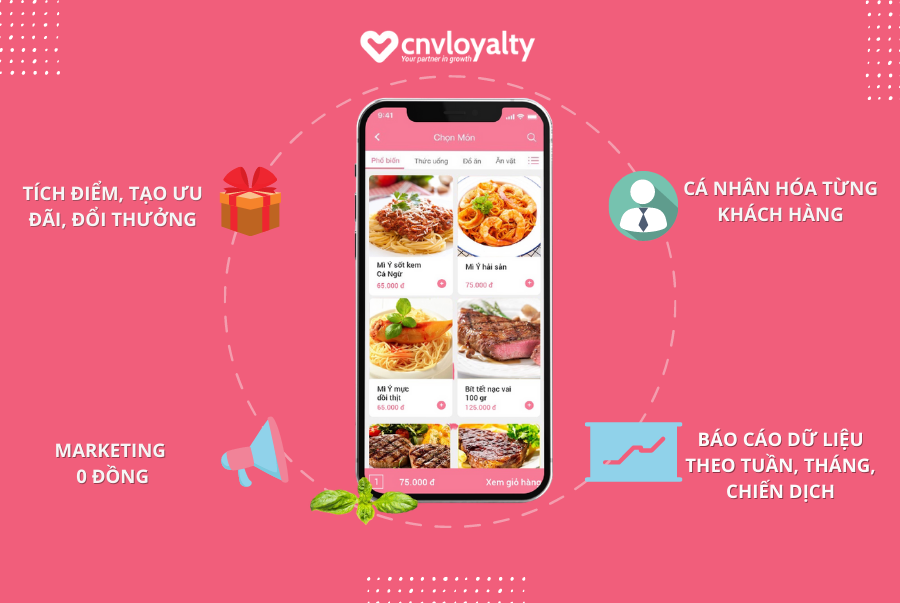 cnvloyalty
Your partner in growth
9:41
Chọn Món
Phổ biến
Thức uống
Đồ ăn
Ăn vặt
Mì Ý sốt kem
Cá Ngừ
65.000 đ
Mì Ý hải sản
75.000 đ
Mì Ý mực
dồi thịt
55.000 đ
Bít tết nạc vai
100 gr
125.000 đ
1
75.000 đ
Xem giỏ hàng
TÍCH ĐIỂM, TẠO ƯU
ĐÃI, ĐỔI THƯỞNG
CÁ NHÂN HÓA TỪNG
KHÁCH HÀNG
MARKETING
0 ĐỒNG
BÁO CÁO DỮ LIỆU
THEO TUẦN, THÁNG,
CHIẾN DỊCH